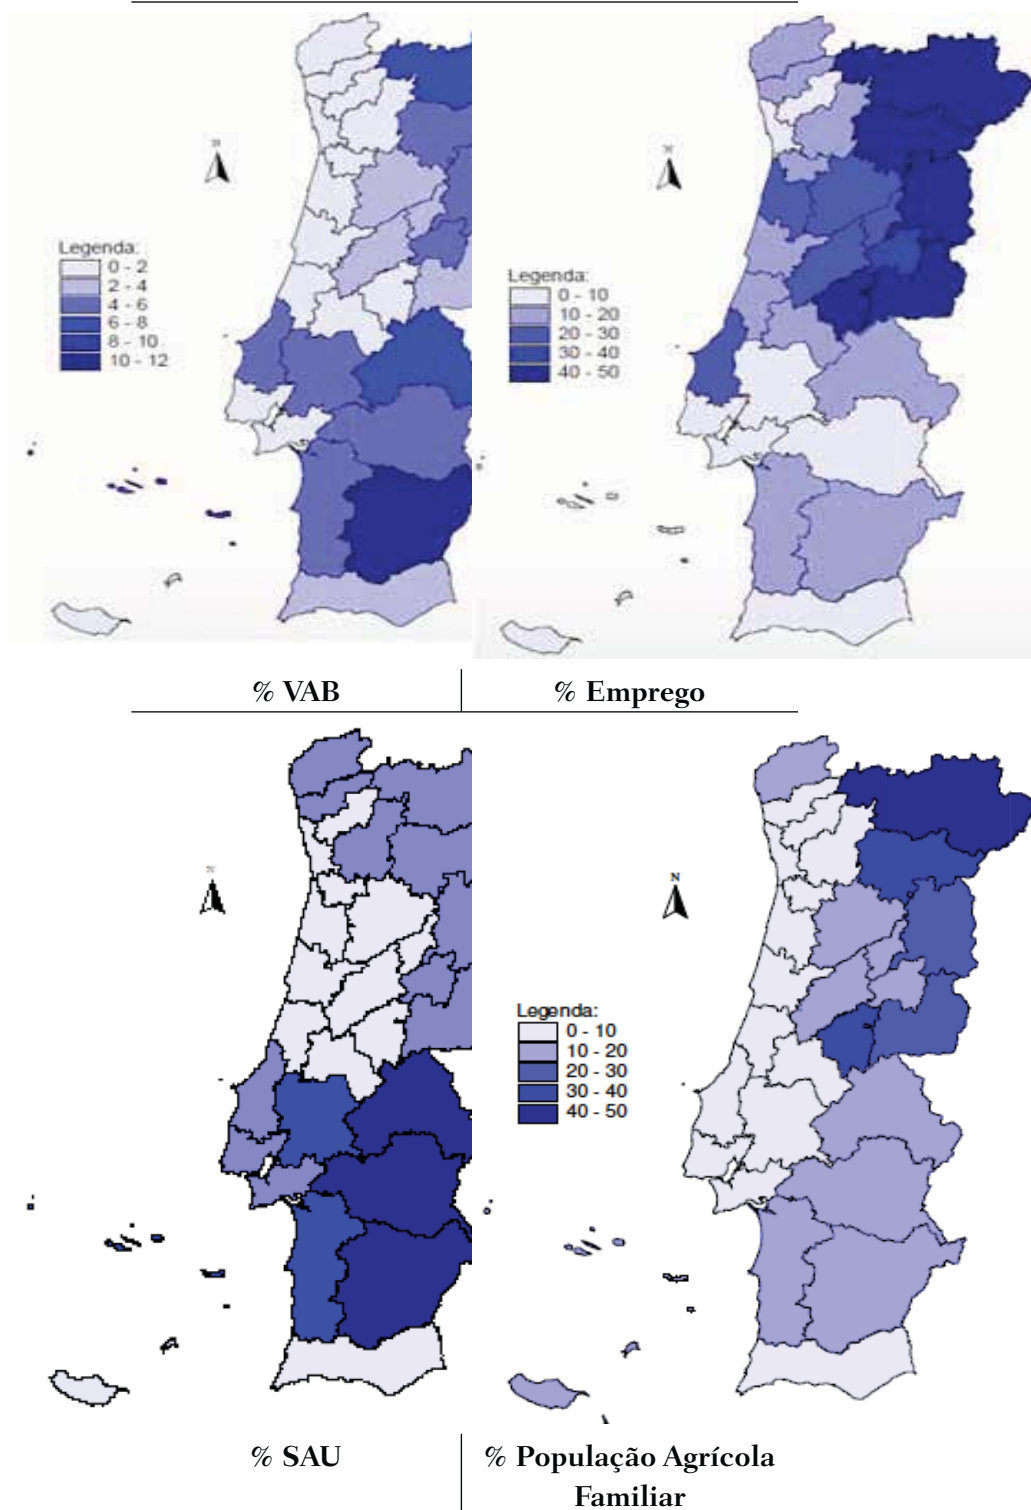 Legenda:
0 - 2
2 - 4
4 - 6
6 - 8
8 - 10
10 - 12
Legenda:
0 - 10
10 - 20
20 - 30
30 - 40
40 - 50
% VAB
% Emprego
N
Legenda:
0 - 10
10 - 20
20 - 30
30 - 40
40 - 50
% SAU
% População Agrícola
Familiar